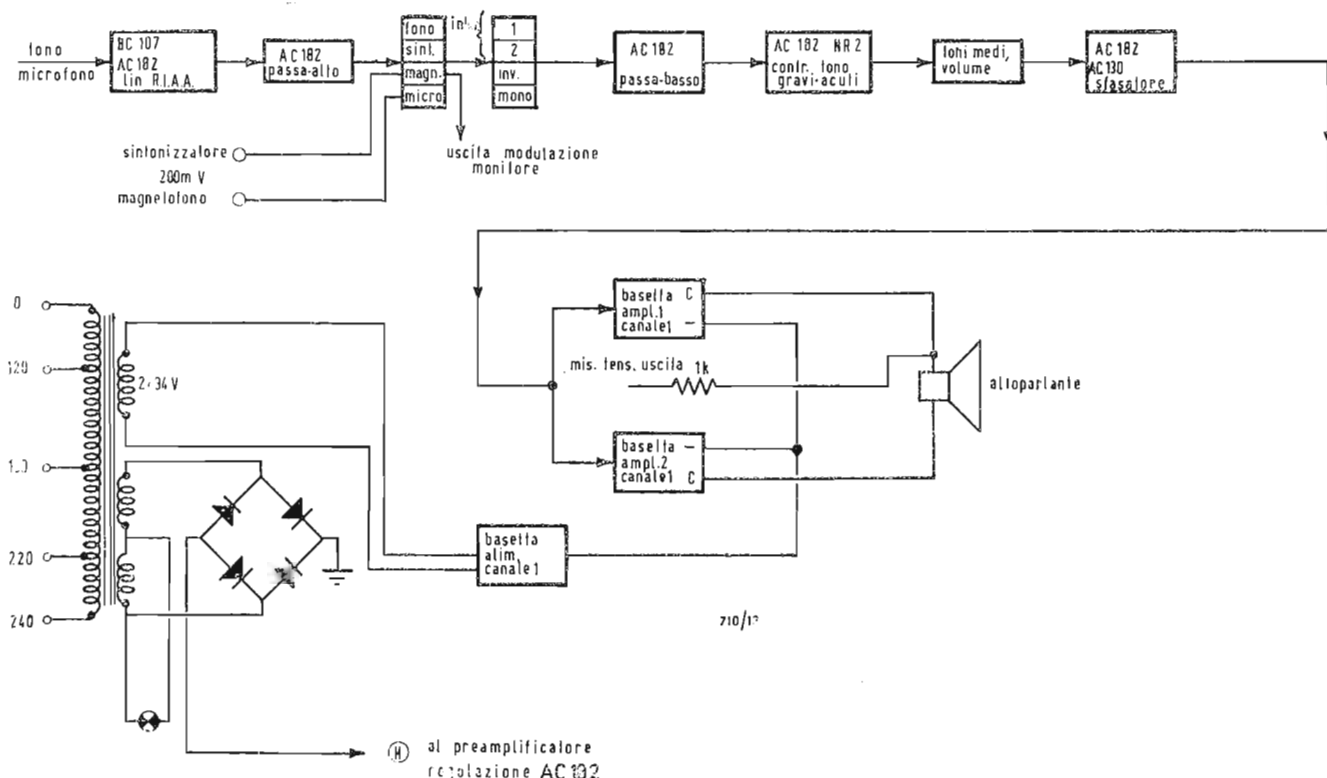 fono
microfono
BC 107
AC 182
lin R.I.A.A.
AC 182
passa-alto
fono
sint.
magn.
micro
1
2
inv.
mono
AC 182
passa-basso
AC 182 NR 2
contr. tono
gravi-acuti
toni medi,
volume
AC 182
AC 130
sfasatore
sintonizzatore
200m V
magnetofono
uscita modulazione
monitore
0
120
220
240
34 V
basetta C
ampl.1
canale1 –
mis. tens. uscita 1k
altoparlante
basetta –
ampl.2
canale1 C
basetta
alim.
canale1
H al preamplificatore
regolazione AC 182